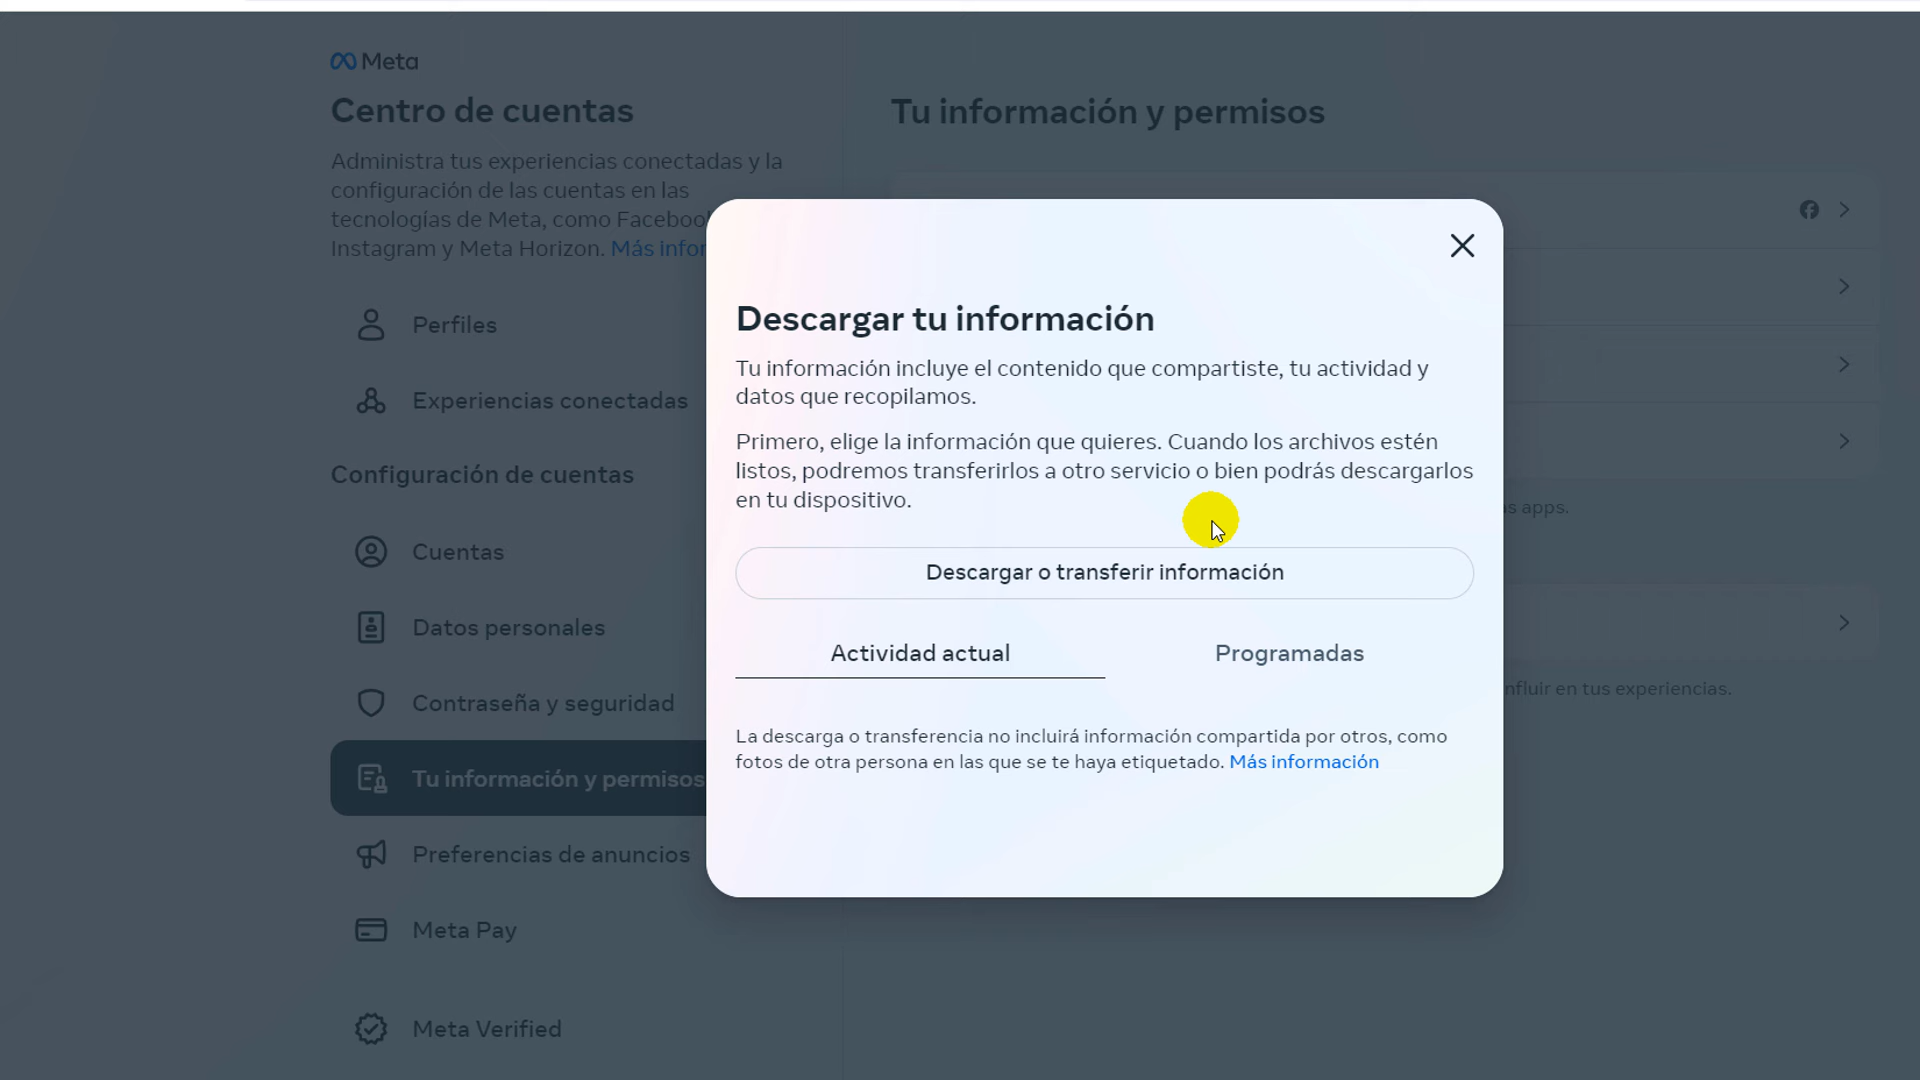 Meta
Centro de cuentas
Administra tus experiencias conectadas y la
configuración de las cuentas en las
tecnologías de Meta, como Facebook
Instagram y Meta Horizon. Más infor
Perfiles
Experiencias conectadas
Configuración de cuentas
Cuentas
Datos personales
Contraseña y seguridad
Tu información y permisos
Preferencias de anuncios
Meta Pay
Meta Verified
Tu información y permisos
s apps.
nfluir en tus experiencias.
Descargar tu información
Tu información incluye el contenido que compartiste, tu actividad y
datos que recopilamos.
Primero, elige la información que quieres. Cuando los archivos estén
listos, podremos transferirlos a otro servicio o bien podrás descargarlos
en tu dispositivo.
Descargar o transferir información
Actividad actual
Programadas
La descarga o transferencia no incluirá información compartida por otros, como
fotos de otra persona en las que se te haya etiquetado. Más información